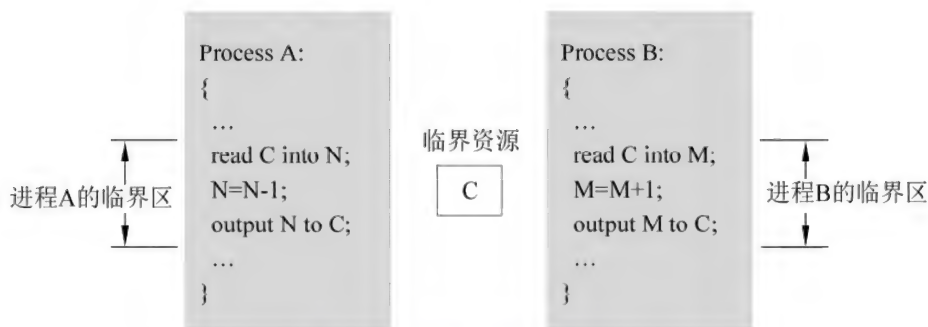 Process A:
{
…
read C into N;
N=N-1;
output N to C;
…
}
进程A的临界区
临界资源
C
Process B:
{
…
read C into M;
M=M+1;
output M to C;
…
}
进程B的临界区